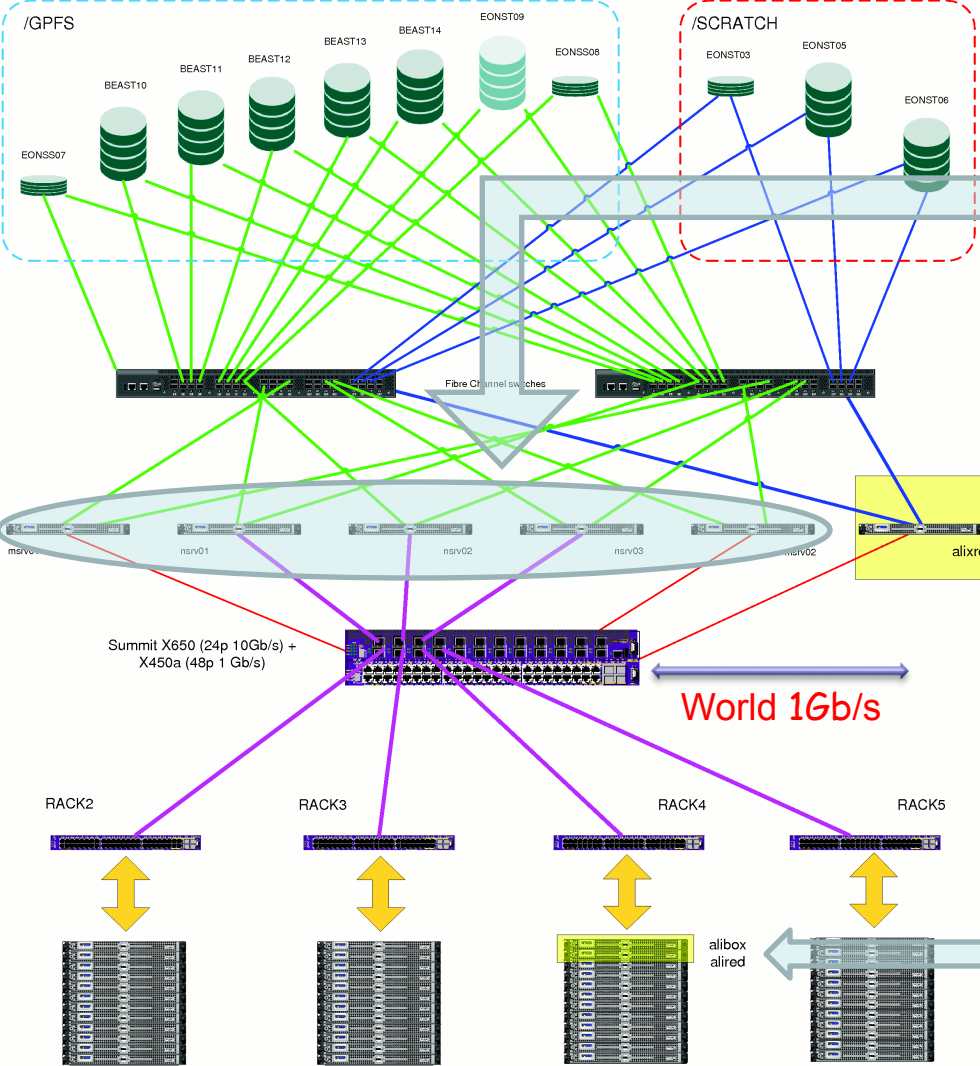 /GPFS
EONST09
/SCRATCH
BEAST14
BEAST13
EONSS08
EONST03
EONST05
BEAST12
BEAST11
BEAST10
EONST06
EONSS07
Fibre Channel switches
nsrv01
nsrv02
nsrv03
Summit X650 (24p 10Gb/s) +
X450a (48p 1 Gb/s)
World 1Gb/s
RACK2
RACK3
RACK4
RACK5
alibox
alired